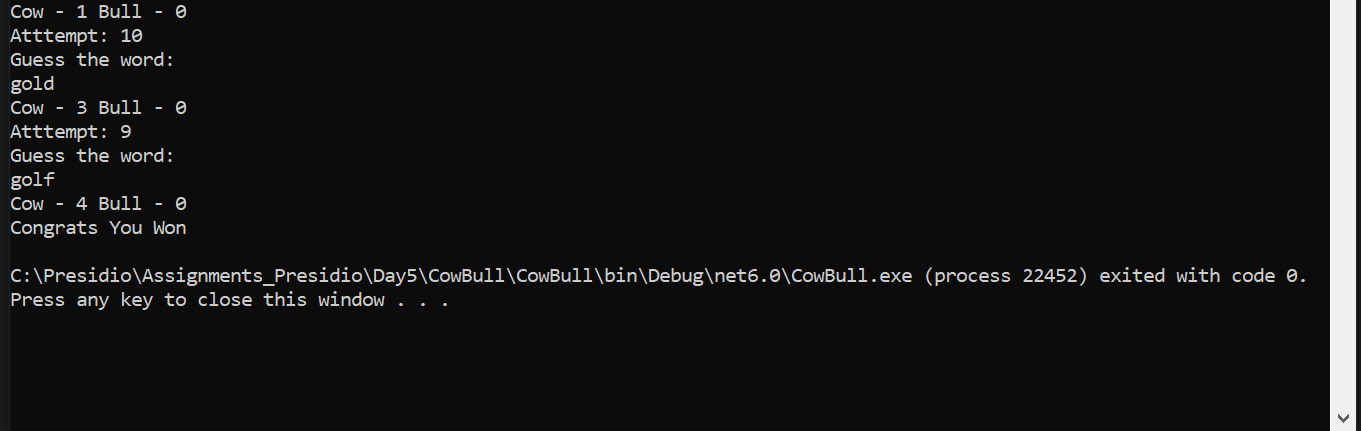 Cow - 1 Bull - 0
Atttempt: 10
Guess the word:
gold
Cow - 3 Bull - 0
Atttempt: 9
Guess the word:
golf
Cow - 4 Bull - 0
Congrats You Won
C:\Presidio\Assignments_Presidio\Day5\CowBull\CowBull\bin\Debug\net6.0\CowBull.exe (process 22452) exited with code 0.
Press any key to close this window . . .